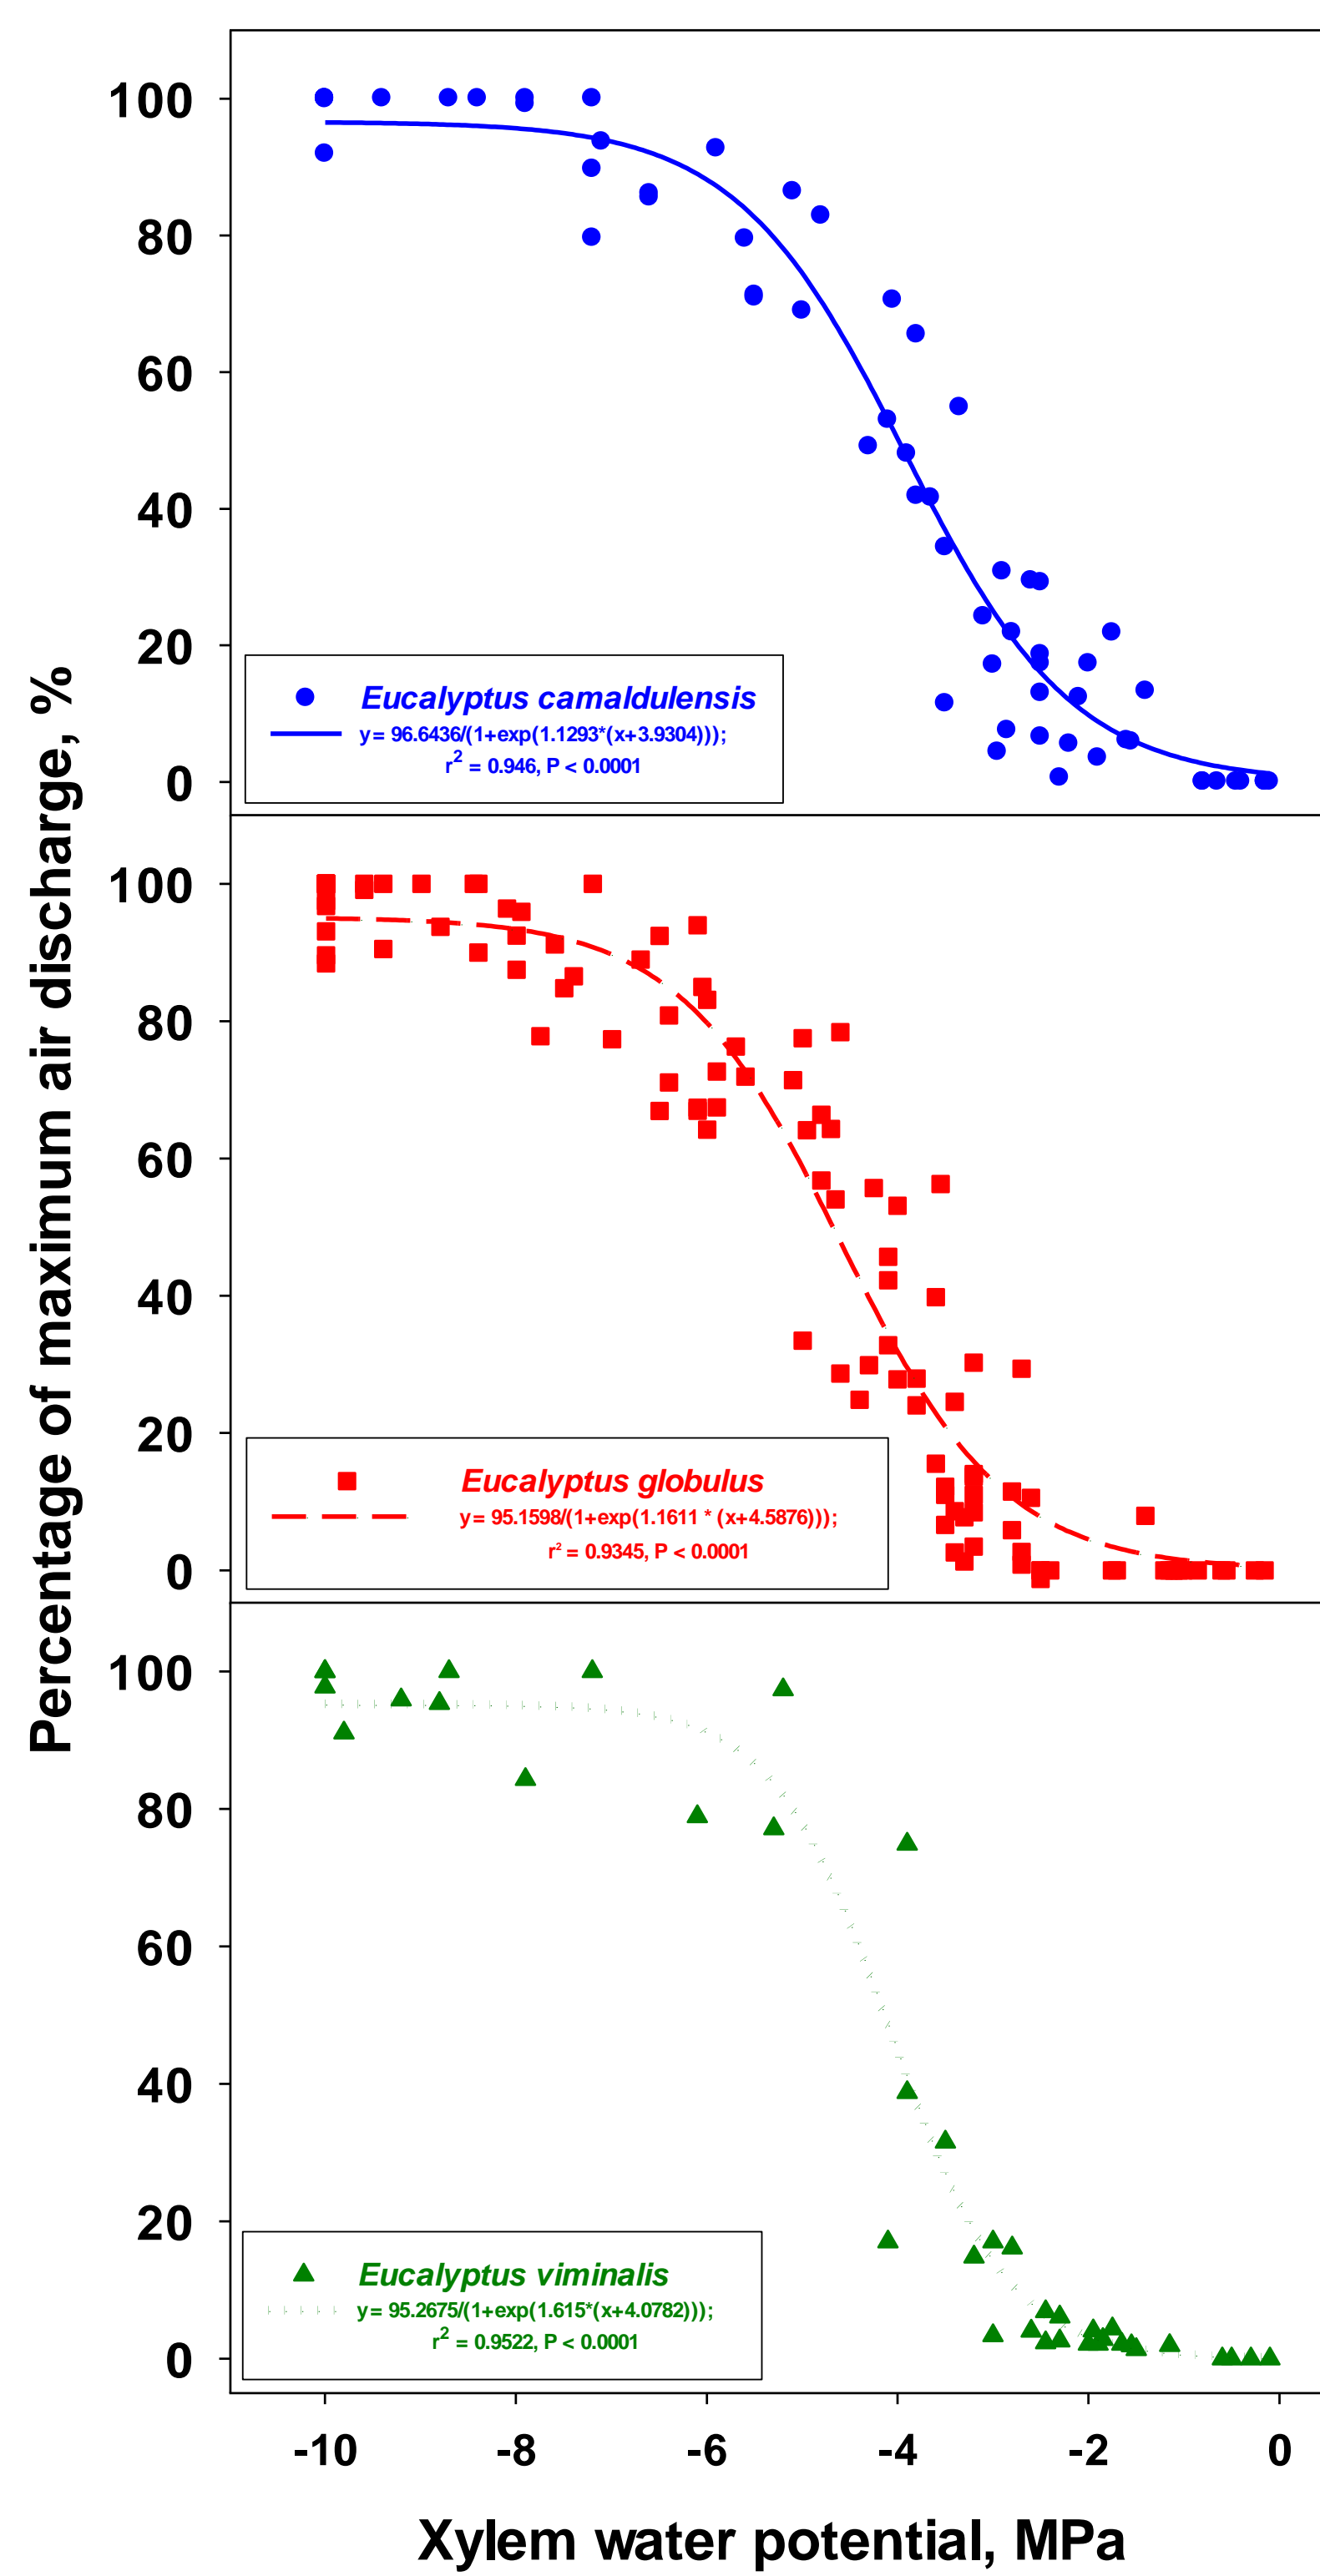 Percentage of maximum air discharge, %
100
80
60
40
20
0
Eucalyptus camaldulensis
y= 96.6436/(1+exp(1.1293*(x+3.9304)));
r² = 0.946, P < 0.0001
100
80
60
40
20
0
Eucalyptus globulus
y= 95.1598/(1+exp(1.1611 * (x+4.5876)));
r² = 0.9345, P < 0.0001
100
80
60
40
20
0
Eucalyptus viminalis
y= 95.2675/(1+exp(1.615*(x+4.0782)));
r² = 0.9522, P < 0.0001
-10 -8 -6 -4 -2 0
Xylem water potential, MPa